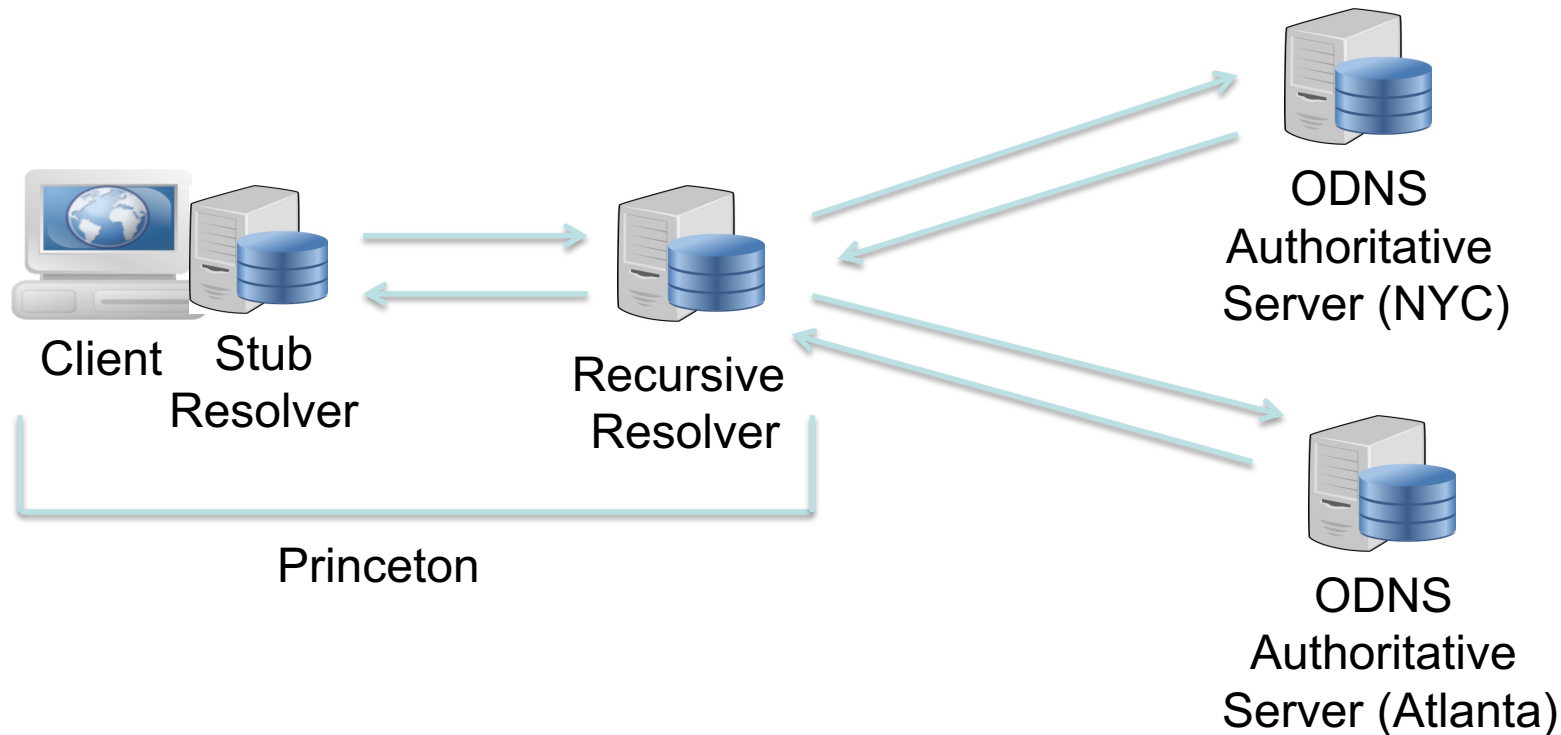 Client
Stub
Resolver
Recursive
Resolver
Princeton
ODNS
Authoritative
Server (NYC)
ODNS
Authoritative
Server (Atlanta)